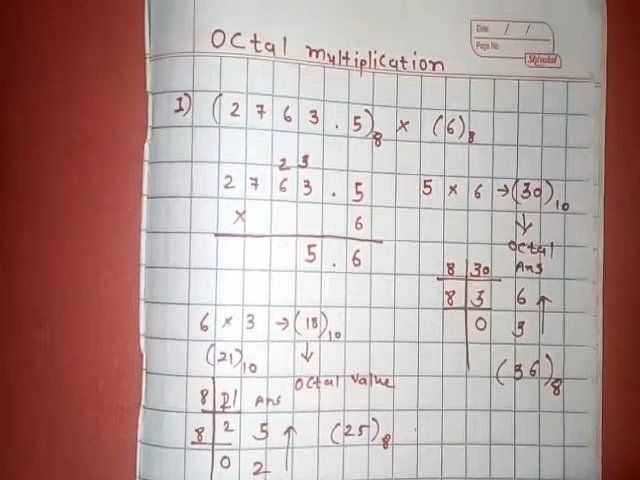 Date / /
Page No.
Shivalal
Octal multiplication
1) (2763.5)8 × (6)8
2 3
2 7 6 3 . 5
× 6
5 . 6
5 × 6 → (30)10
↓
Octal
Ans
8 | 30
8 | 3 6 ↑
0 3
(36)8
6 × 3 → (18)10
(21)10 ↓
Octal Value
8 | 21 Ans
8 | 2 5 ↑
0 2
(25)8